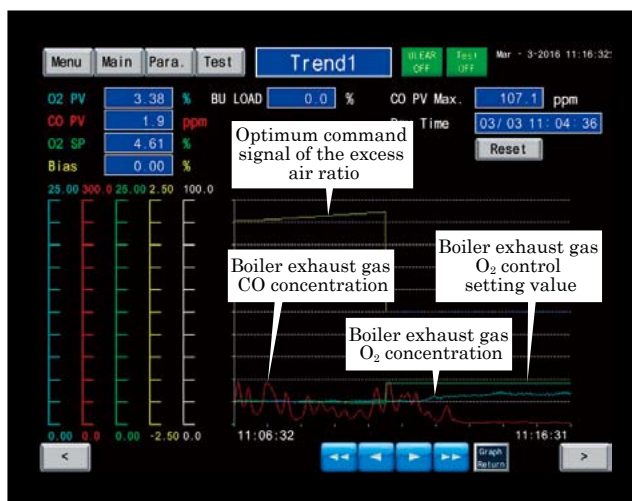 Menu Main Para. Test Trend1 CLEAR OFF Test OFF Mar - 3-2016 11:16:32
O2 PV 3.38 % BU LOAD 0.0 % CO PV Max. 107.1 ppm
CO PV 1.9 ppm Time 03/03 11:04:36
O2 SP 4.61 % Reset
Bias 0.00 %
Optimum command
signal of the excess
air ratio
25.00 300.0 25.00 2.50 100.0
Boiler exhaust gas
CO concentration
Boiler exhaust gas
O₂ control
setting value
Boiler exhaust gas
O₂ concentration
0.00 0.0 0.00 -2.50 0.0 11:06:32 11:16:31
< ◄◄ ◄ ► ►► Graph Return >